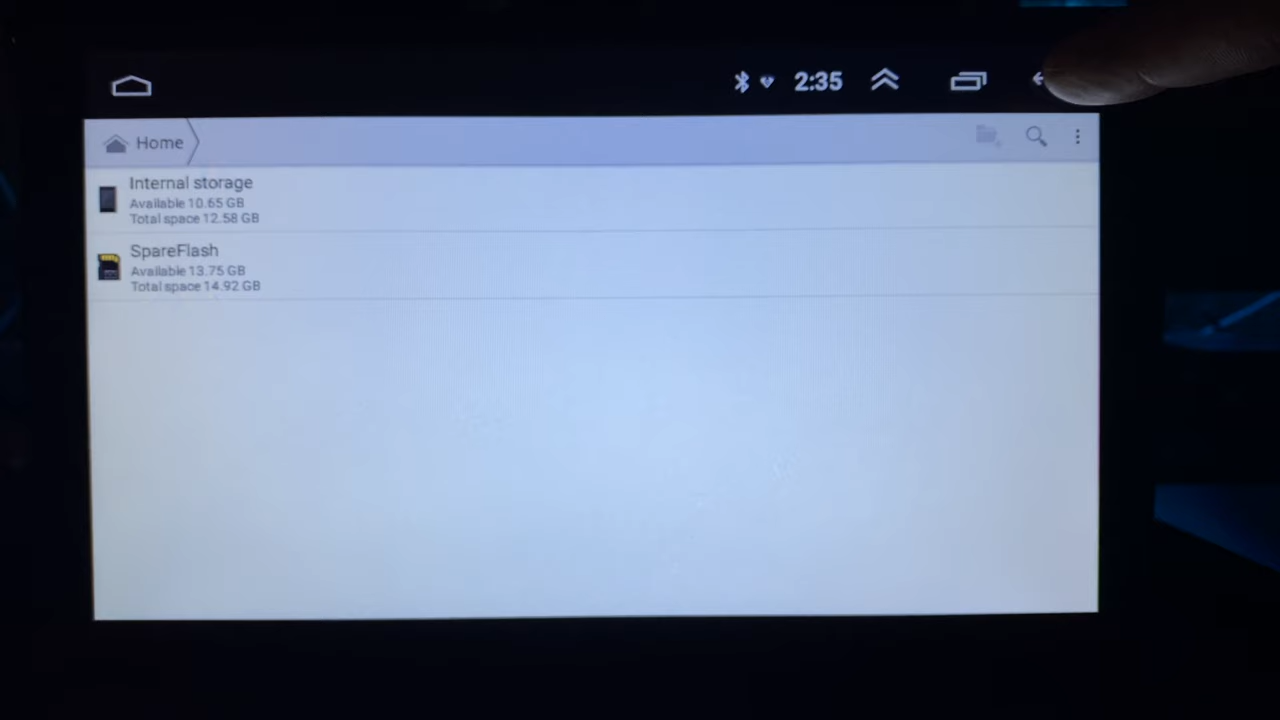 2:35
Home
Internal storage
Available 10.65 GB
Total space 12.58 GB
SpareFlash
Available 13.75 GB
Total space 14.92 GB